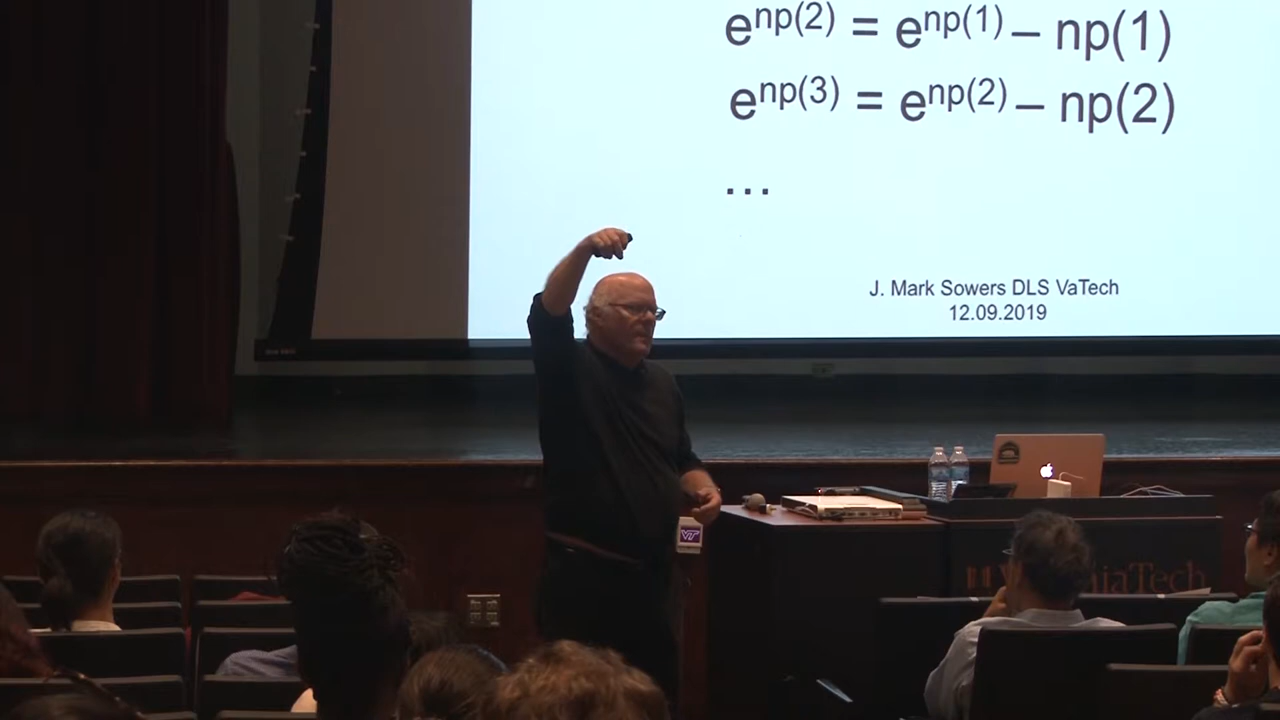 e^np(2) = e^np(1) – np(1)
e^np(3) = e^np(2) – np(2)
...
J. Mark Sowers DLS VaTech
12.09.2019
VT